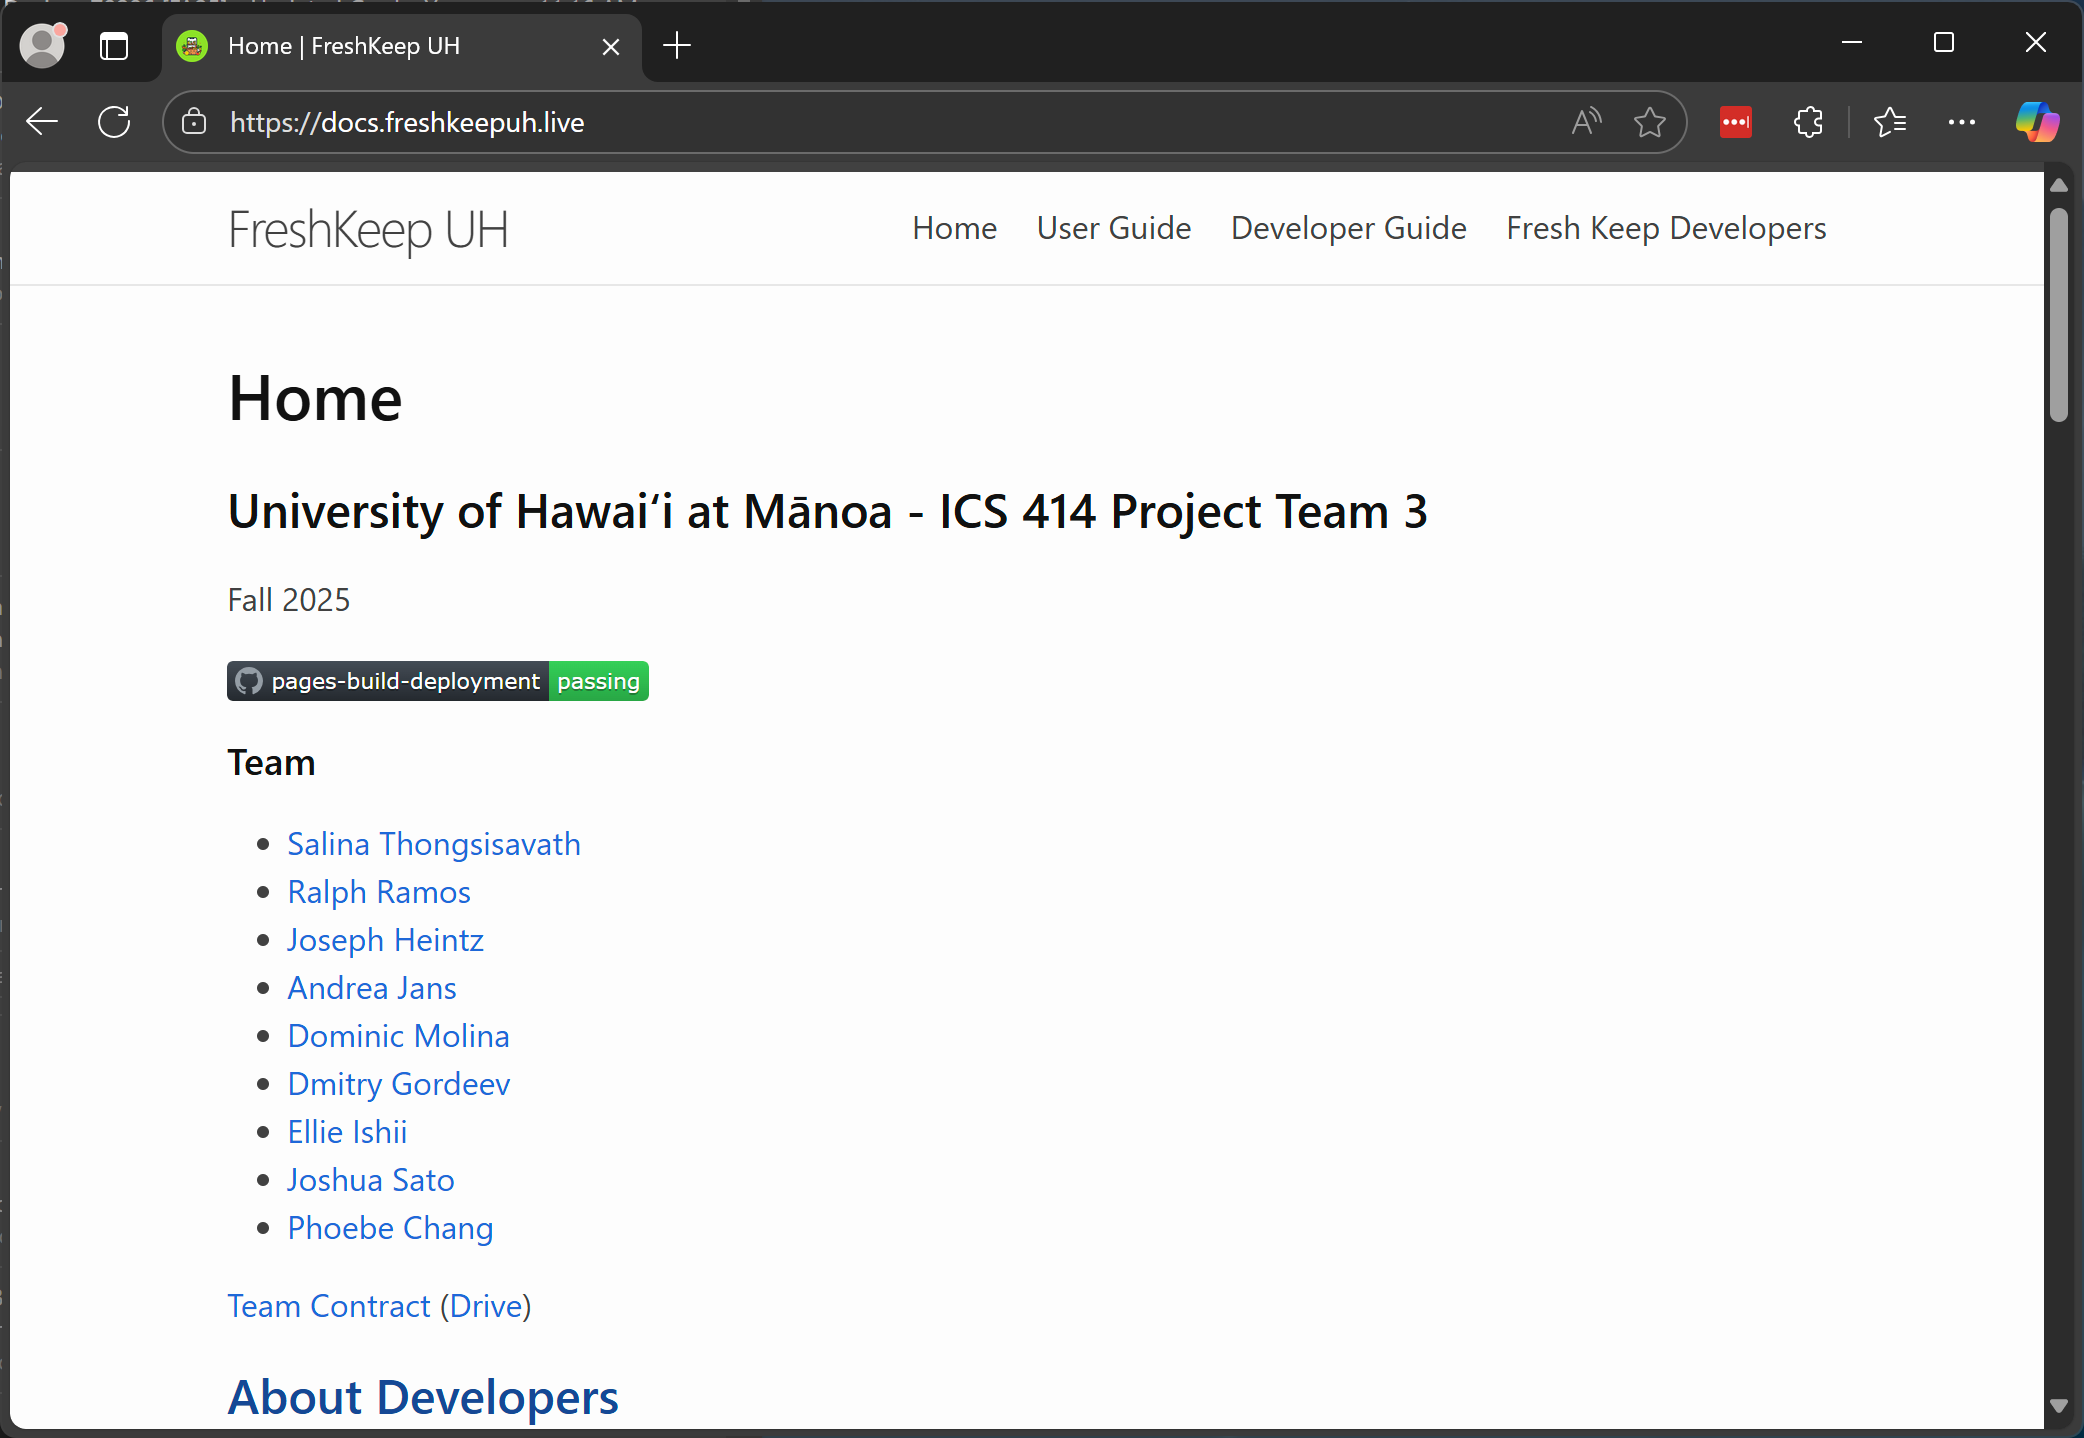 Home | FreshKeep UH
https://docs.freshkeepuh.live
FreshKeep UH
Home
User Guide
Developer Guide
Fresh Keep Developers
Home
University of Hawaiʻi at Mānoa - ICS 414 Project Team 3
Fall 2025
pages-build-deployment passing
Team
Salina Thongsisavath
Ralph Ramos
Joseph Heintz
Andrea Jans
Dominic Molina
Dmitry Gordeev
Ellie Ishii
Joshua Sato
Phoebe Chang
Team Contract (Drive)
About Developers